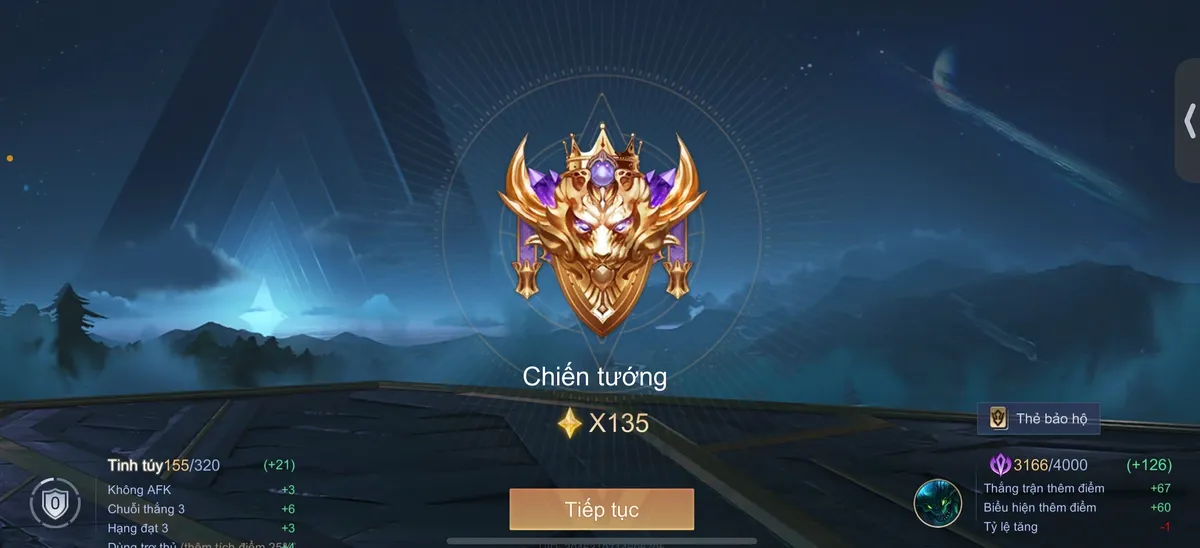 Chiến tướng
X135
Thẻ bảo hộ
Tinh túy155/320 (+21)
Không AFK +3
Chuỗi thắng 3 +6
Hạng đạt 3 +3
Dùng trợ thủ (thêm tích điểm 25%
0
Tiếp tục
3166/4000 (+126)
Thắng trận thêm điểm +67
Biểu hiện thêm điểm +60
Tỷ lệ tăng -1